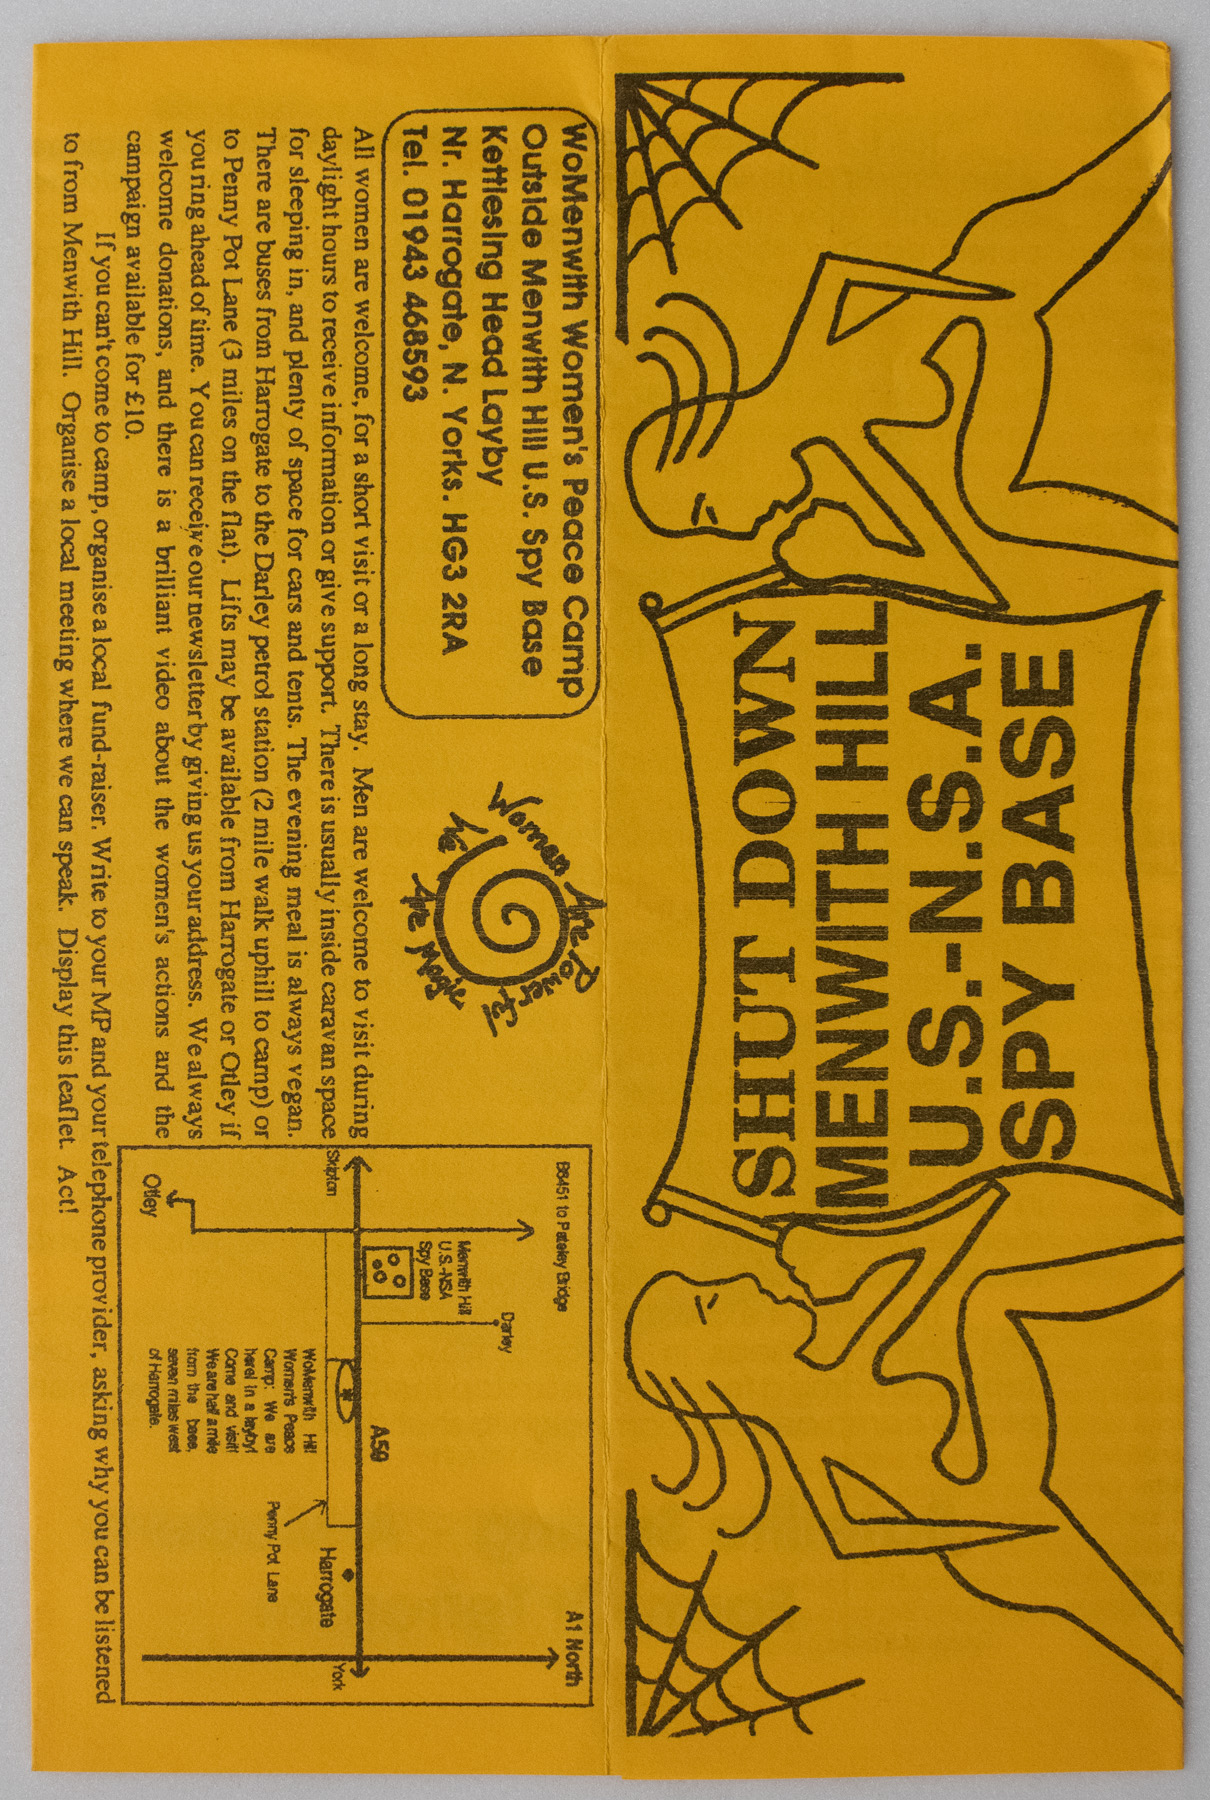 SHUT DOWN
MENWITH HILL
U.S.-N.S.A.
SPY BASE
WoMenwith Women's Peace Camp
Outside Menwith Hill U.S. Spy Base
Kettlesing Head Layby
Nr. Harrogate, N. Yorks. HG3 2RA
Tel. 01943 468593
Women Are Powerful
We Are Magic
All women are welcome, for a short visit or a long stay. Men are welcome to visit during
daylight hours to receive information or give support. There is usually inside caravan space
for sleeping in, and plenty of space for cars and tents. The evening meal is always vegan.
There are buses from Harrogate to the Darley petrol station (2 mile walk uphill to camp) or
to Penny Pot Lane (3 miles on the flat). Lifts may be available from Harrogate or Otley if
you ring ahead of time. You can receive our newsletter by giving us your address. We always
welcome donations, and there is a brilliant video about the women's actions and the
campaign available for £10.
If you can't come to camp, organise a local fund-raiser. Write to your MP and your telephone provider, asking why you can be listened
to from Menwith Hill. Organise a local meeting where we can speak. Display this leaflet. Act!
B6451 to Pateley Bridge
A1 North
Darley
Menwith Hill
U.S.-NSA
Spy Base
A59
Skipton
Harrogate
York
WoMenwith Hill
Women's Peace
Camp: We are
here! in a layby!
Come and visit!
We are half a mile
from the base,
seven miles west
of Harrogate.
Penny Pot Lane
Otley